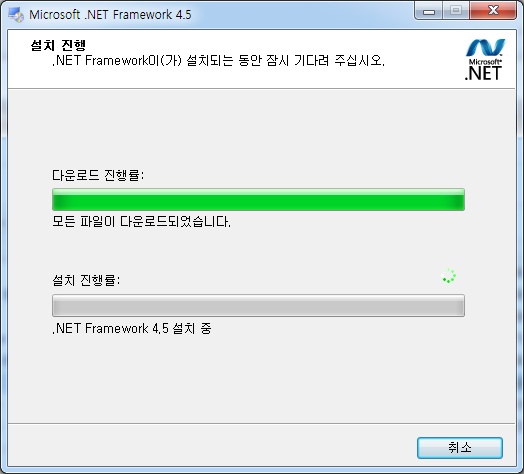 Microsoft .NET Framework 4.5
설치 진행
.NET Framework이(가) 설치되는 동안 잠시 기다려 주십시오.
Microsoft®
.NET
다운로드 진행률:
모든 파일이 다운로드되었습니다.
설치 진행률:
.NET Framework 4.5 설치 중
취소